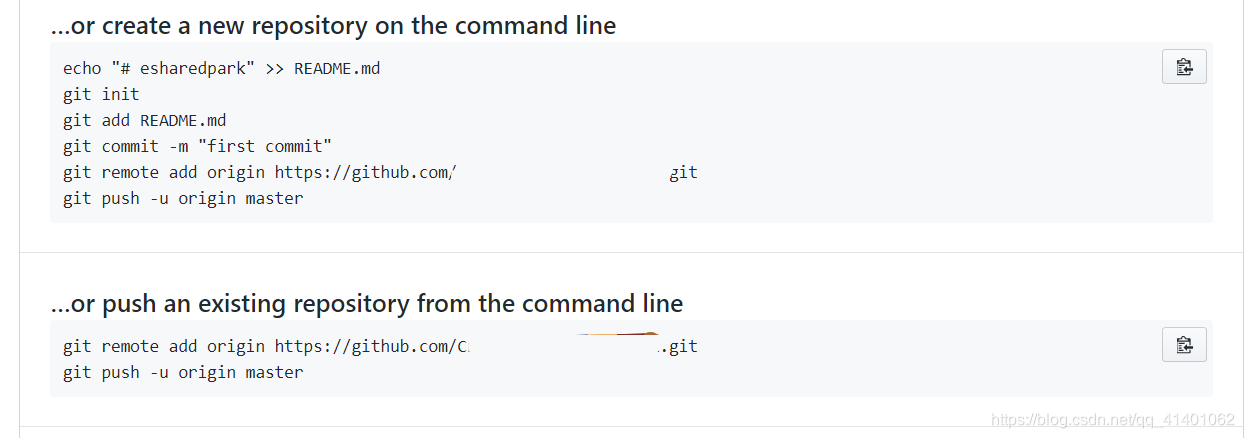 ...or create a new repository on the command line
echo "# esharedpark" >> README.md
git init
git add README.md
git commit -m "first commit"
git remote add origin https://github.com/ git
git push -u origin master
...or push an existing repository from the command line
git remote add origin https://github.com/C .git
git push -u origin master
https://blog.csdn.net/qq_41401062